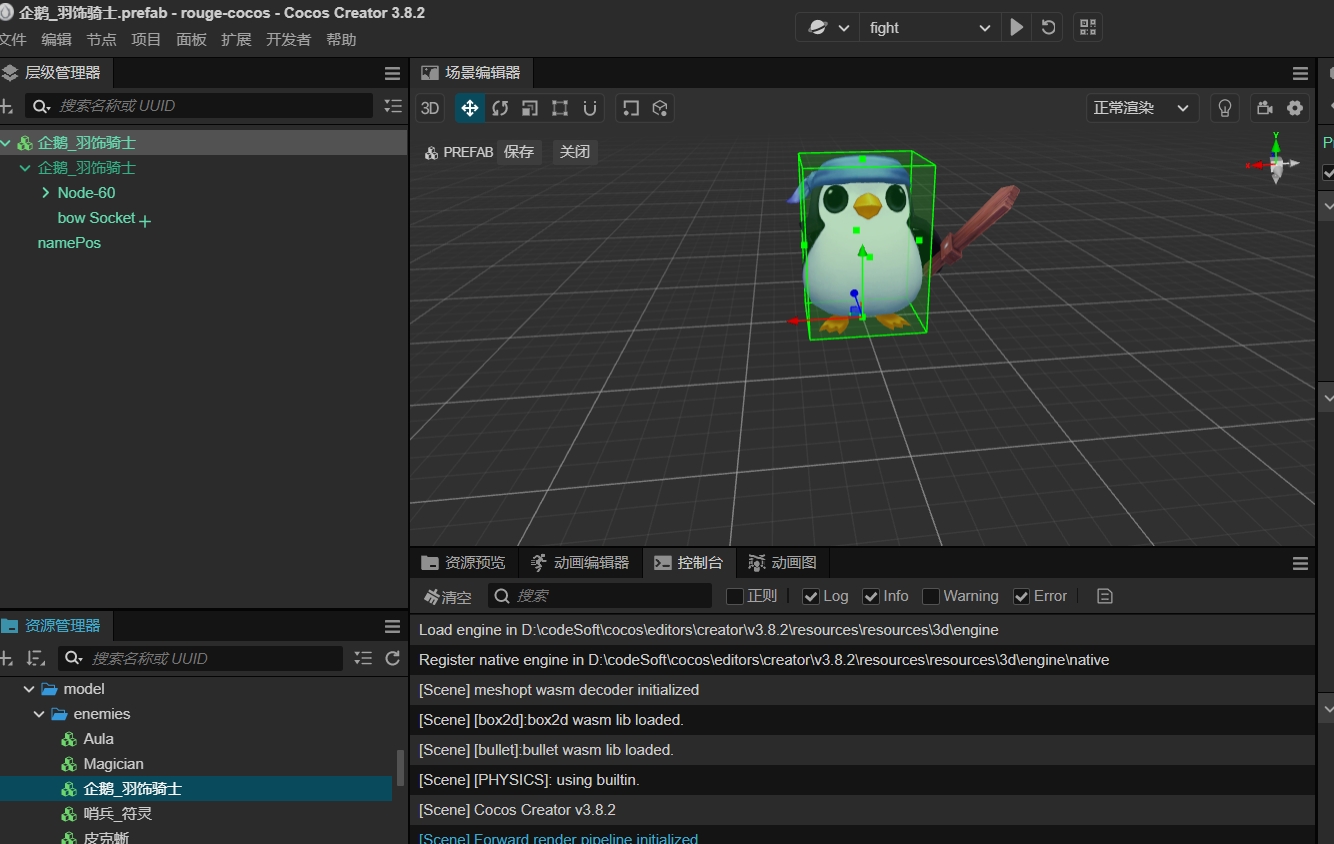 企鹅_羽饰骑士.prefab - rouge-cocos - Cocos Creator 3.8.2
文件 编辑 节点 项目 面板 扩展 开发者 帮助
fight
层级管理器
搜索名称或 UUID
企鹅_羽饰骑士
企鹅_羽饰骑士
Node-60
bow Socket
namePos
场景编辑器
3D
正常渲染
PREFAB 保存 关闭
Y
资源预览 动画编辑器 控制台 动画图
清空 搜索 正则 Log Info Warning Error
Load engine in D:\codeSoft\cocos\editors\creator\v3.8.2\resources\resources\3d\engine
Register native engine in D:\codeSoft\cocos\editors\creator\v3.8.2\resources\resources\3d\engine\native
[Scene] meshopt wasm decoder initialized
[Scene] [box2d]:box2d wasm lib loaded.
[Scene] [bullet]:bullet wasm lib loaded.
[Scene] [PHYSICS]: using builtin.
[Scene] Cocos Creator v3.8.2
[Scene] Forward render pipeline initialized
资源管理器
搜索名称或 UUID
model
enemies
Aula
Magician
企鹅_羽饰骑士
哨兵_符灵
皮克蜥